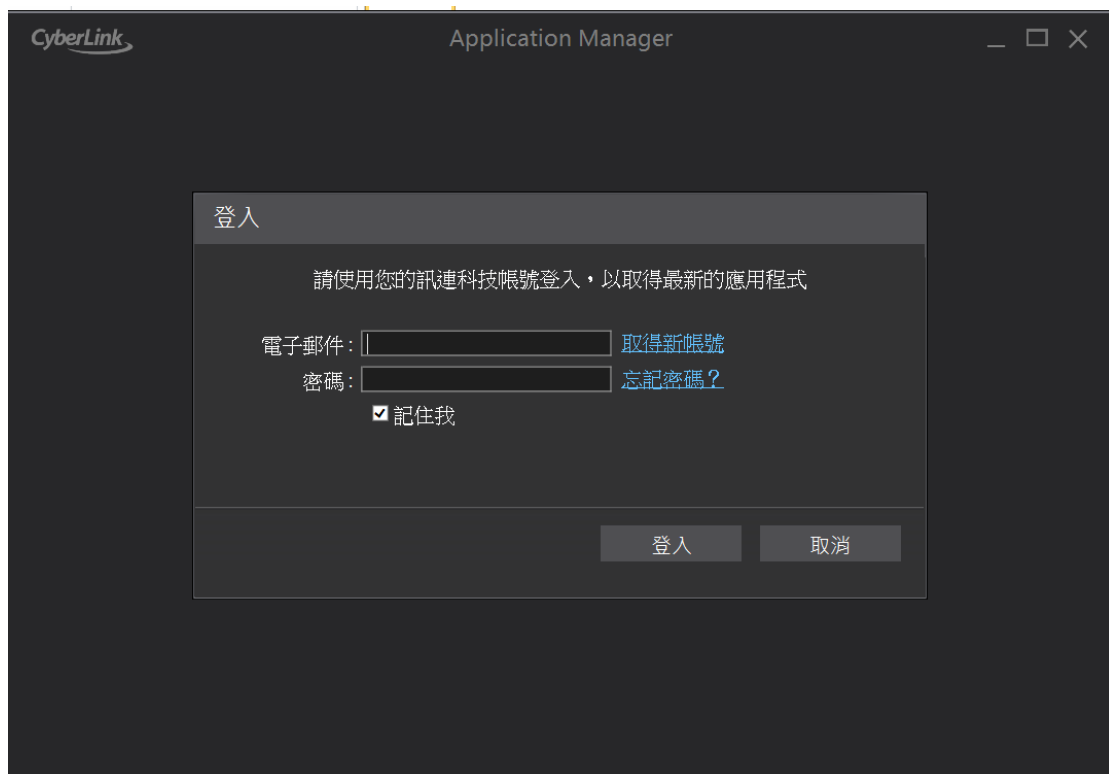 CyberLink Application Manager
登入
請使用您的訊連科技帳號登入，以取得最新的應用程式
電子郵件: 取得新帳號
密碼: 忘記密碼？
記住我
登入 取消